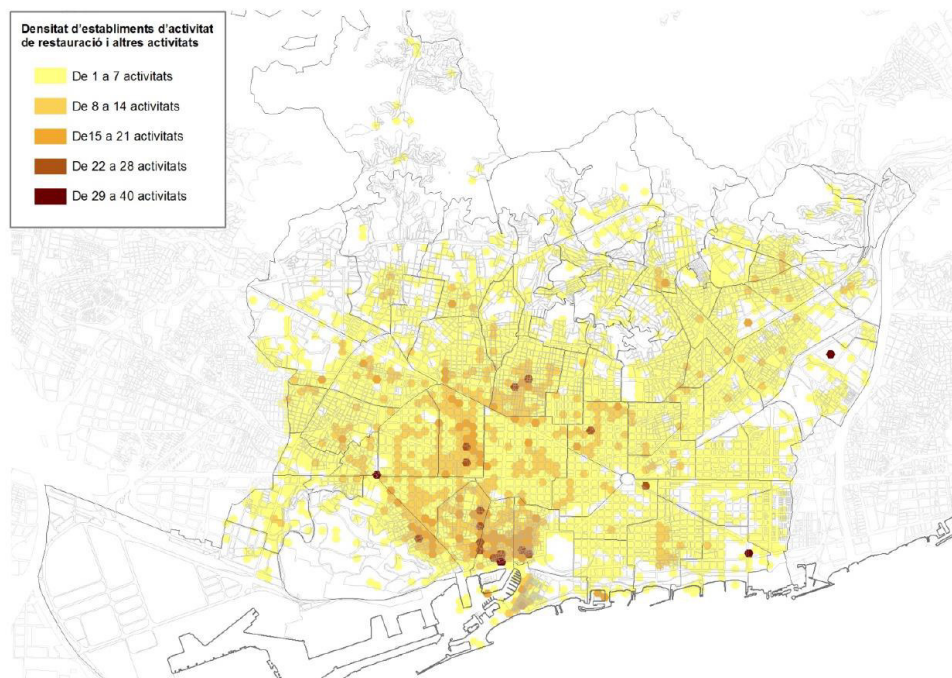 Densitat d'establiments d'activitat
de restauració i altres activitats
De 1 a 7 activitats
De 8 a 14 activitats
De15 a 21 activitats
De 22 a 28 activitats
De 29 a 40 activitats